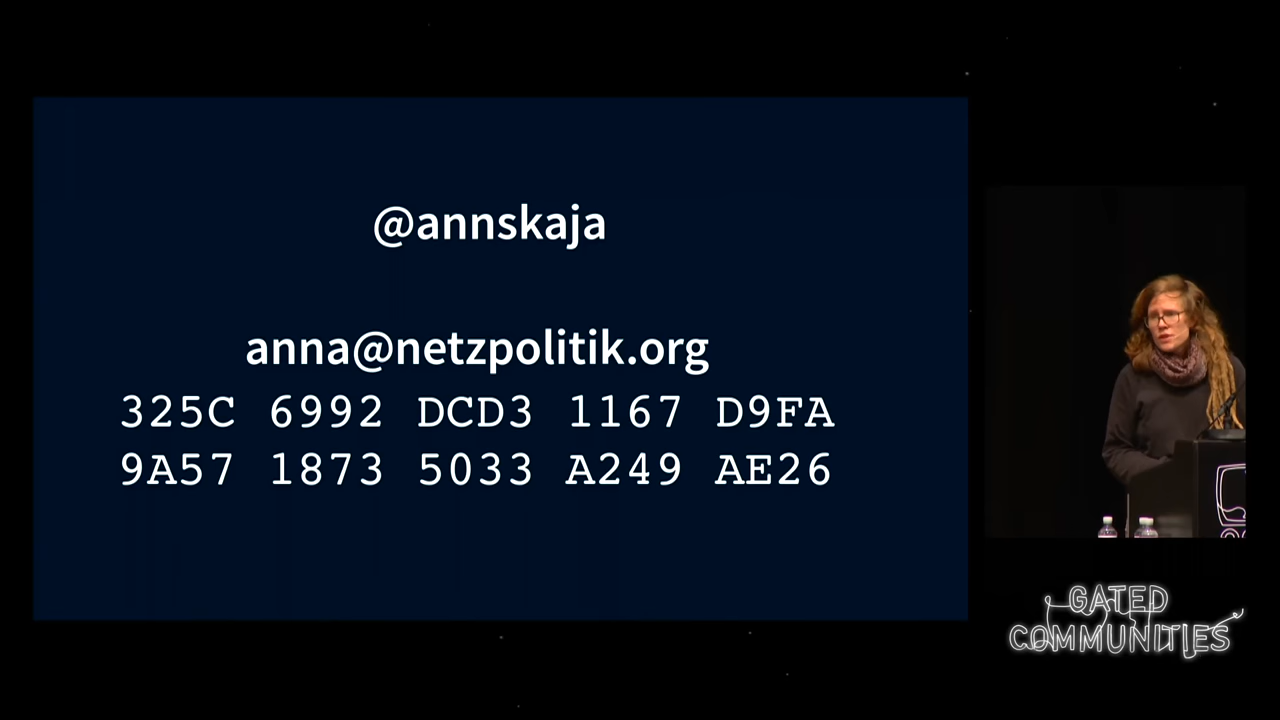 @annskaja
anna@netzpolitik.org
325C 6992 DCD3 1167 D9FA
9A57 1873 5033 A249 AE26
GATED
COMMUNITIES